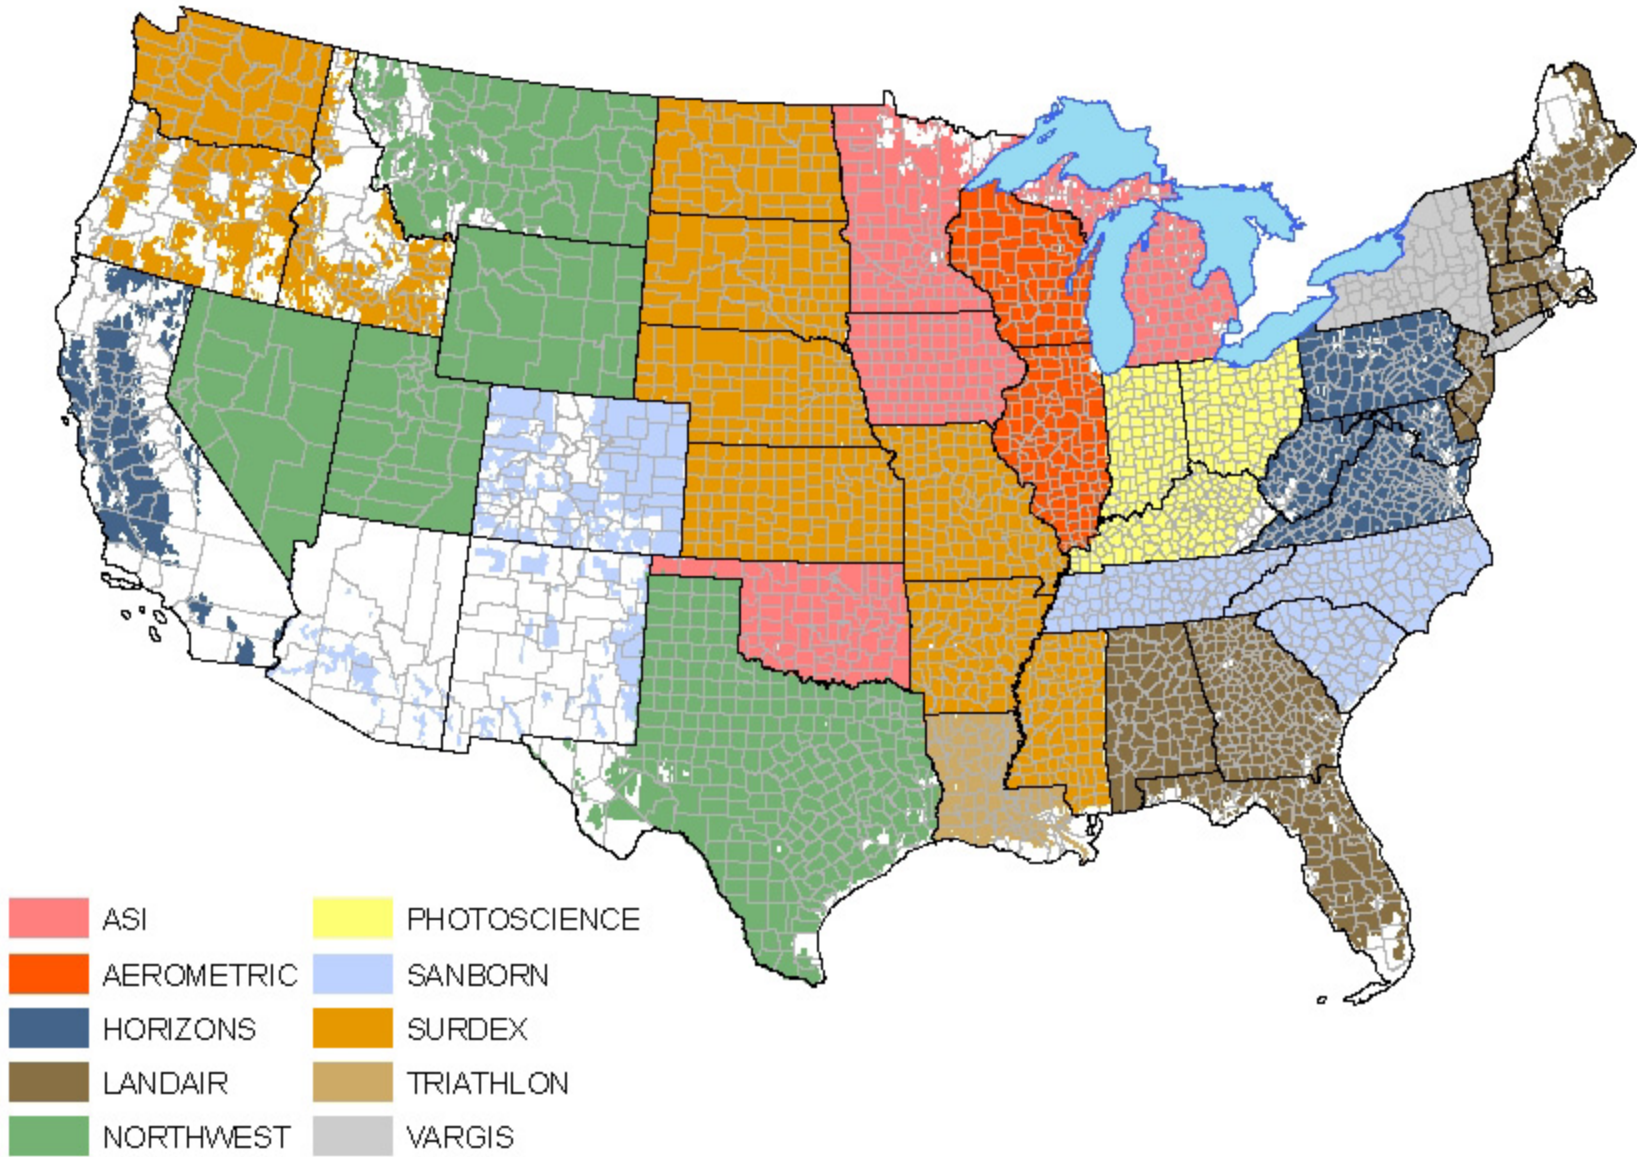 ASI
AEROMETRIC
HORIZONS
LANDAIR
NORTHWEST
PHOTOSCIENCE
SANBORN
SURDEX
TRIATHLON
VARGIS